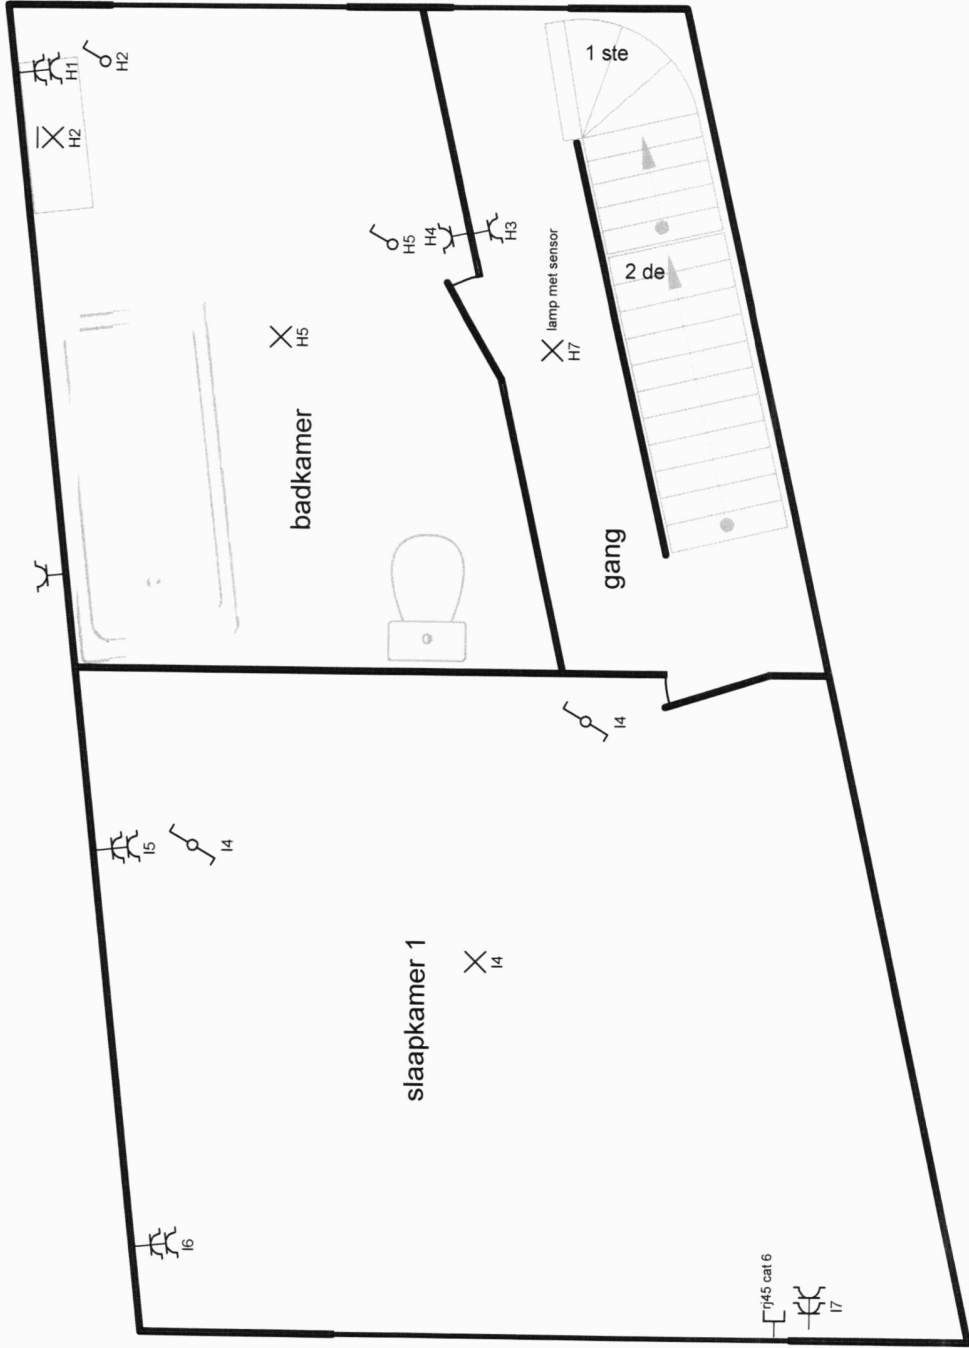 1 ste
H2
H1
H2
H4
H5
H3
lamp met sensor
H7
2 de
H5
badkamer
gang
I4
I5
I4
slaapkamer 1
I4
I6
rj45 cat 6
I7